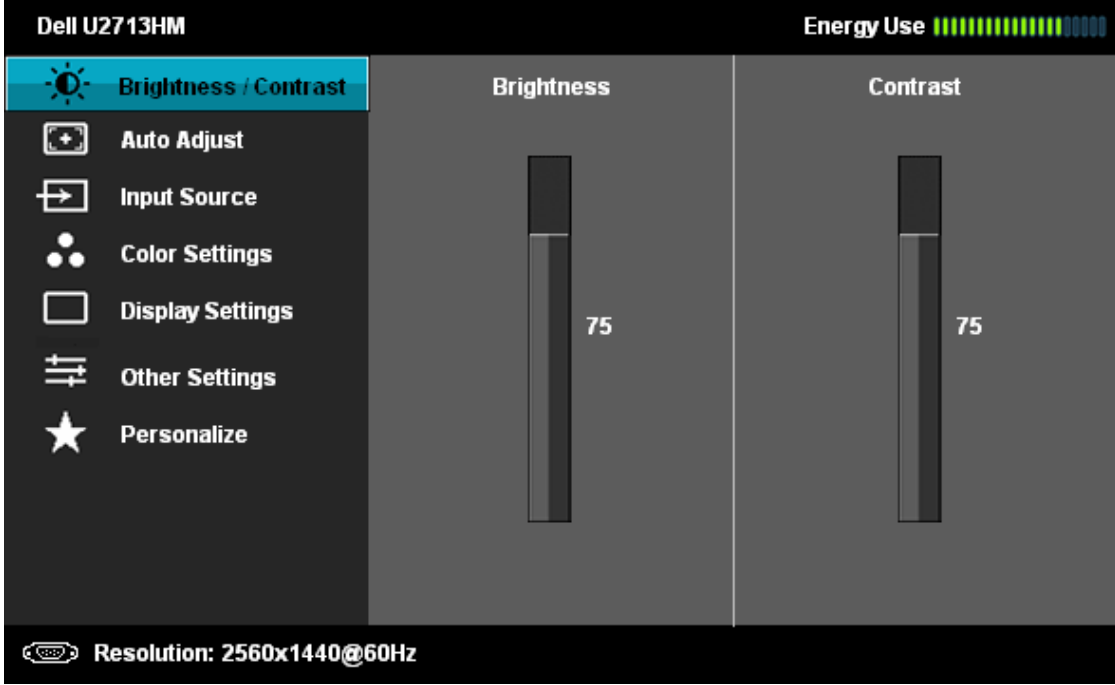 Dell U2713HM
Energy Use
Brightness / Contrast
Auto Adjust
Input Source
Color Settings
Display Settings
Other Settings
Personalize
Brightness
75
Contrast
75
Resolution: 2560x1440@60Hz